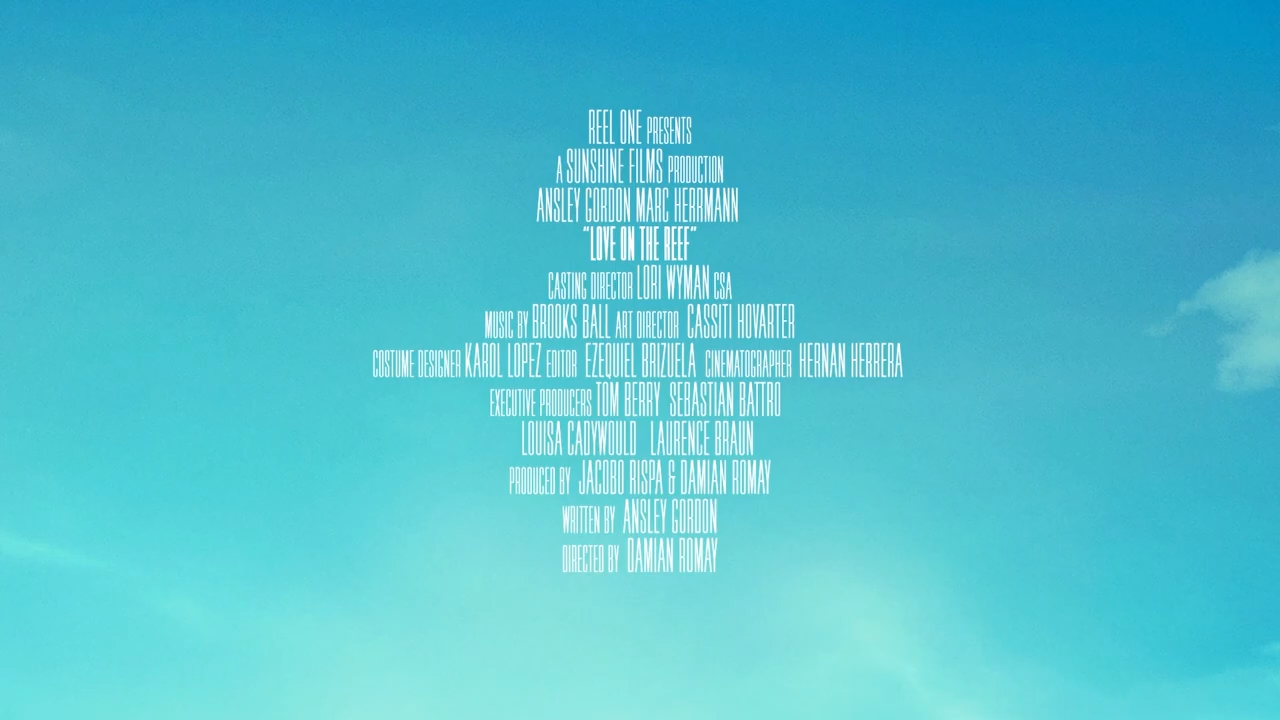 REEL ONE PRESENTS
A SUNSHINE FILMS PRODUCTION
ANSLEY GORDON MARC HERRMANN
"LOVE ON THE REEF"
CASTING DIRECTOR LORI WYMAN CSA
MUSIC BY BROOKS BALL ART DIRECTOR CASSITI HOVARTER
COSTUME DESIGNER KAROL LOPEZ EDITOR EZEQUIEL BRIZUELA CINEMATOGRAPHER HERNAN HERRERA
EXECUTIVE PRODUCERS TOM BERRY SEBASTIAN BATTRO
LOUISA CADYWOULD LAURENCE BRAUN
PRODUCED BY JACOBO RISPA & DAMIAN ROMAY
WRITTEN BY ANSLEY GORDON
DIRECTED BY DAMIAN ROMAY